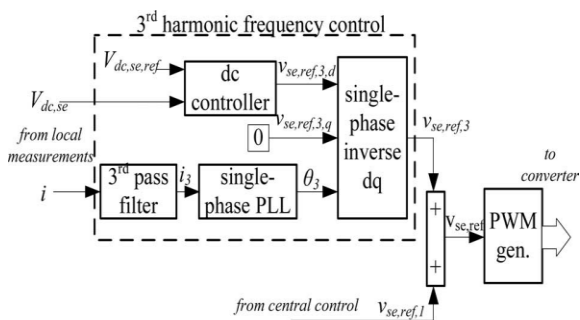 3rd harmonic frequency control
Vdc,se,ref
dc
controller
vse,ref,3,d
Vdc,se
from local
measurements
0
vse,ref,3,q
single-
phase
inverse
dq
vse,ref,3
i
3rd pass
filter
i3
single-
phase PLL
θ3
to
converter
+
+
vse,ref
PWM
gen.
from central control
vse,ref,1